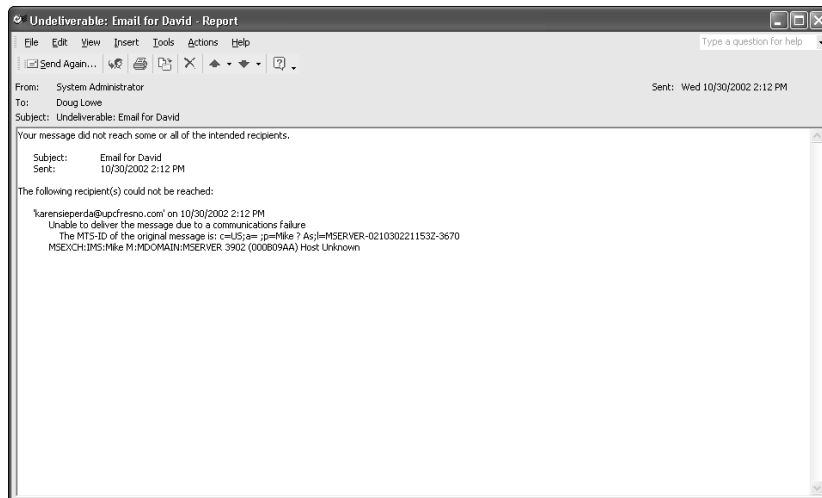 Undeliverable: Email for David - Report
File Edit View Insert Tools Actions Help
Type a question for help
Send Again...
From: System Administrator
Sent: Wed 10/30/2002 2:12 PM
To: Doug Lowe
Subject: Undeliverable: Email for David
Your message did not reach some or all of the intended recipients.
Subject: Email for David
Sent: 10/30/2002 2:12 PM
The following recipient(s) could not be reached:
'karensieperda@upcfresno.com' on 10/30/2002 2:12 PM
Unable to deliver the message due to a communications failure
The MTS-ID of the original message is: c=US;a= ;p=Mike ? As;l=MSERVER-021030221153Z-3670
MSEXCH:IMS:Mike M:MDOMAIN:MSERVER 3902 (000B09AA) Host Unknown